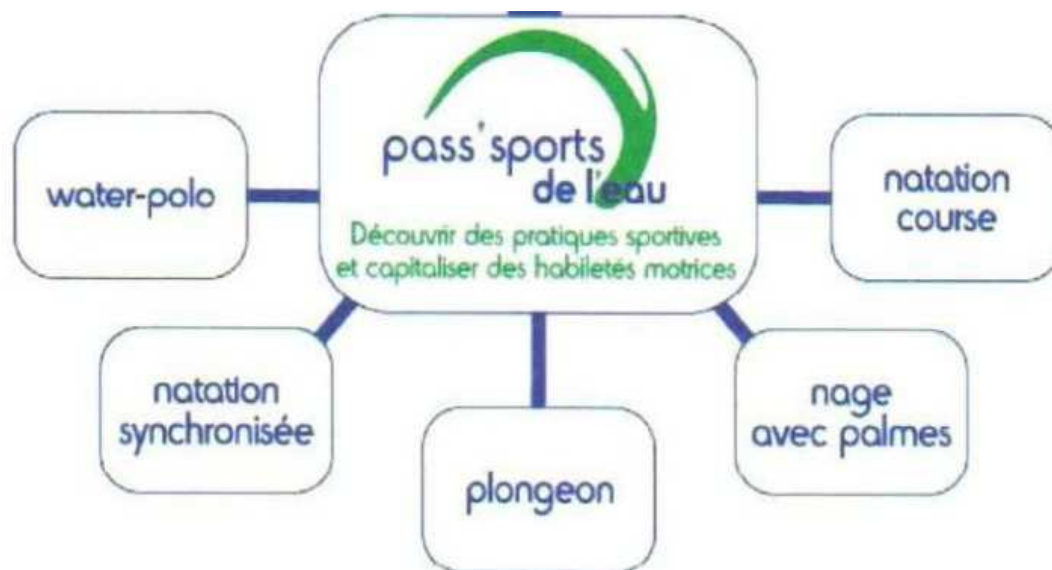 pass'sports
de l'eau
Découvrir des pratiques sportives
et capitaliser des habiletés motrices
water-polo
natation
synchronisée
plongeon
nage
avec palmes
natation
course